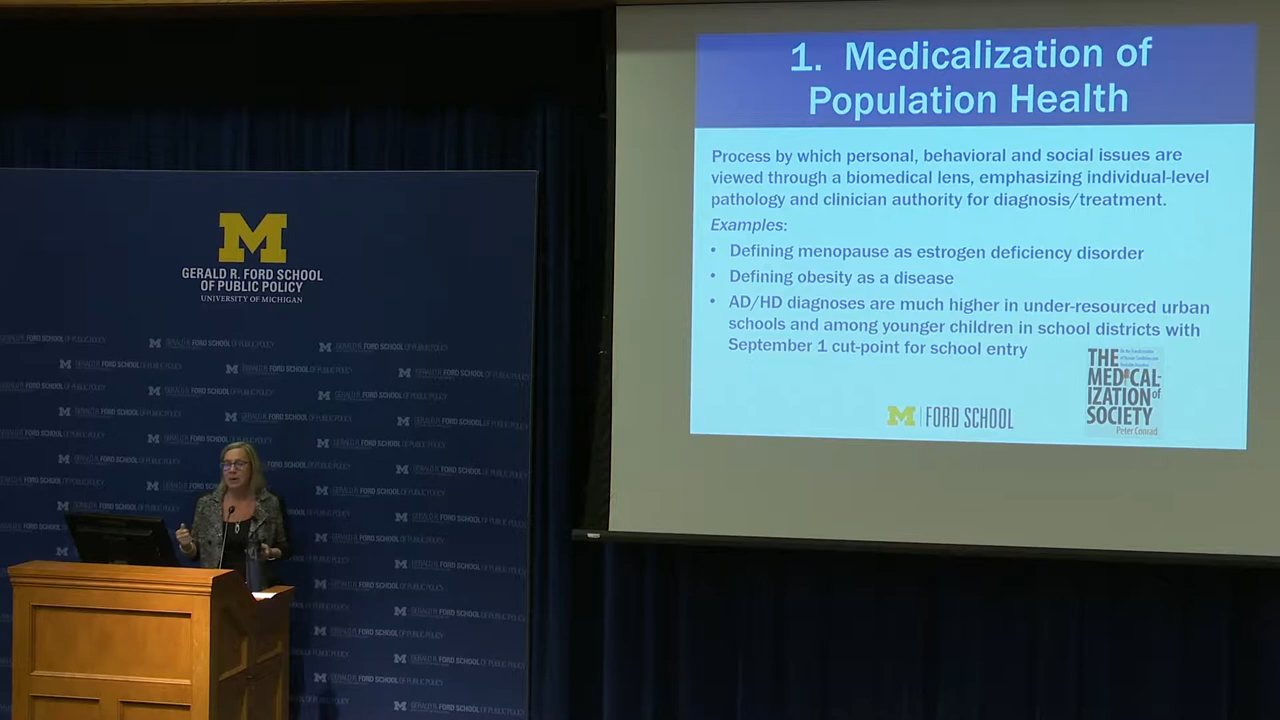 1. Medicalization of
Population Health
Process by which personal, behavioral and social issues are
viewed through a biomedical lens, emphasizing individual-level
pathology and clinician authority for diagnosis/treatment.
Examples:
• Defining menopause as estrogen deficiency disorder
• Defining obesity as a disease
• AD/HD diagnoses are much higher in under-resourced urban
schools and among younger children in school districts with
September 1 cut-point for school entry
THE
MEDICAL-
IZATION of
SOCIETY
Peter Conrad
M FORD SCHOOL
M
GERALD R. FORD SCHOOL
OF PUBLIC POLICY
UNIVERSITY OF MICHIGAN